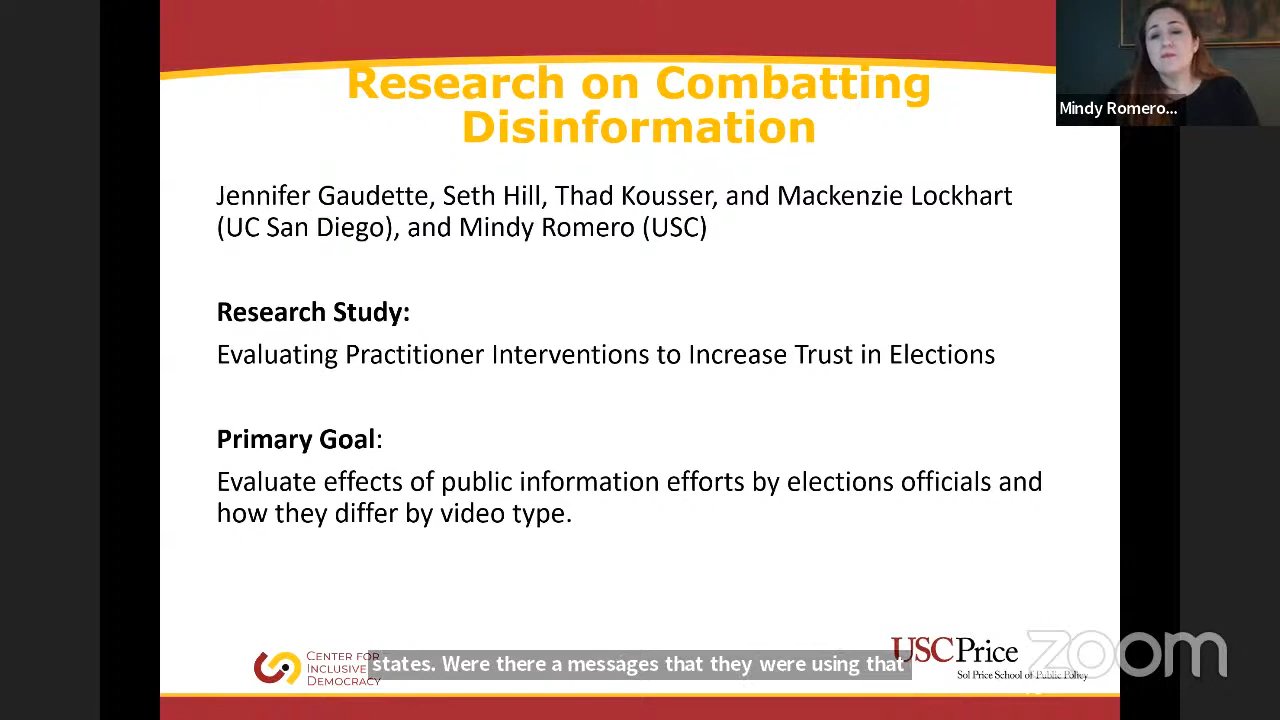 Research on Combatting
Disinformation
Mindy Romero...
Jennifer Gaudette, Seth Hill, Thad Kousser, and Mackenzie Lockhart
(UC San Diego), and Mindy Romero (USC)
Research Study:
Evaluating Practitioner Interventions to Increase Trust in Elections
Primary Goal:
Evaluate effects of public information efforts by elections officials and
how they differ by video type.
CENTER FOR
INCLUSIVE
DEMOCRACY
states. Were there a messages that they were using that
USC Price
Sol Price School of Public Policy
zoom